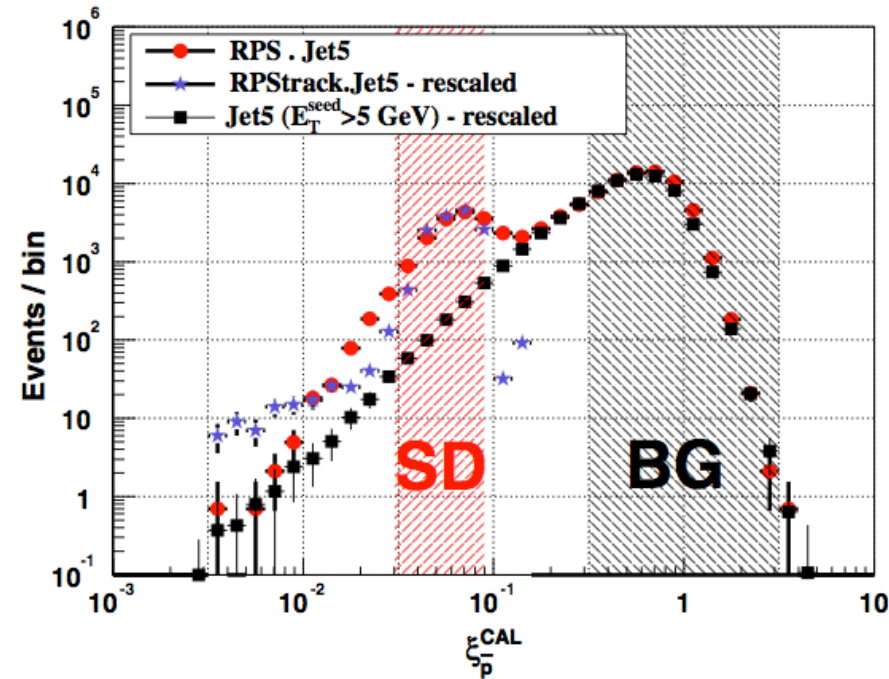 RPS . Jet5
RPStrack.Jet5 - rescaled
Jet5 (E_T^seed>5 GeV) - rescaled
Events / bin
10^6
10^5
10^4
10^3
10^2
10
1
10^-1
SD
BG
10^-3
10^-2
10^-1
1
10
ξ_p̅^CAL